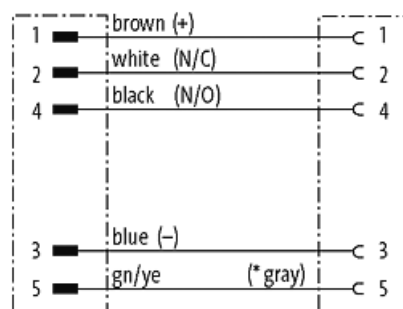 1 brown (+) 1
2 white (N/C) 2
4 black (N/O) 4
3 blue (–) 3
5 gn/ye (* gray) 5